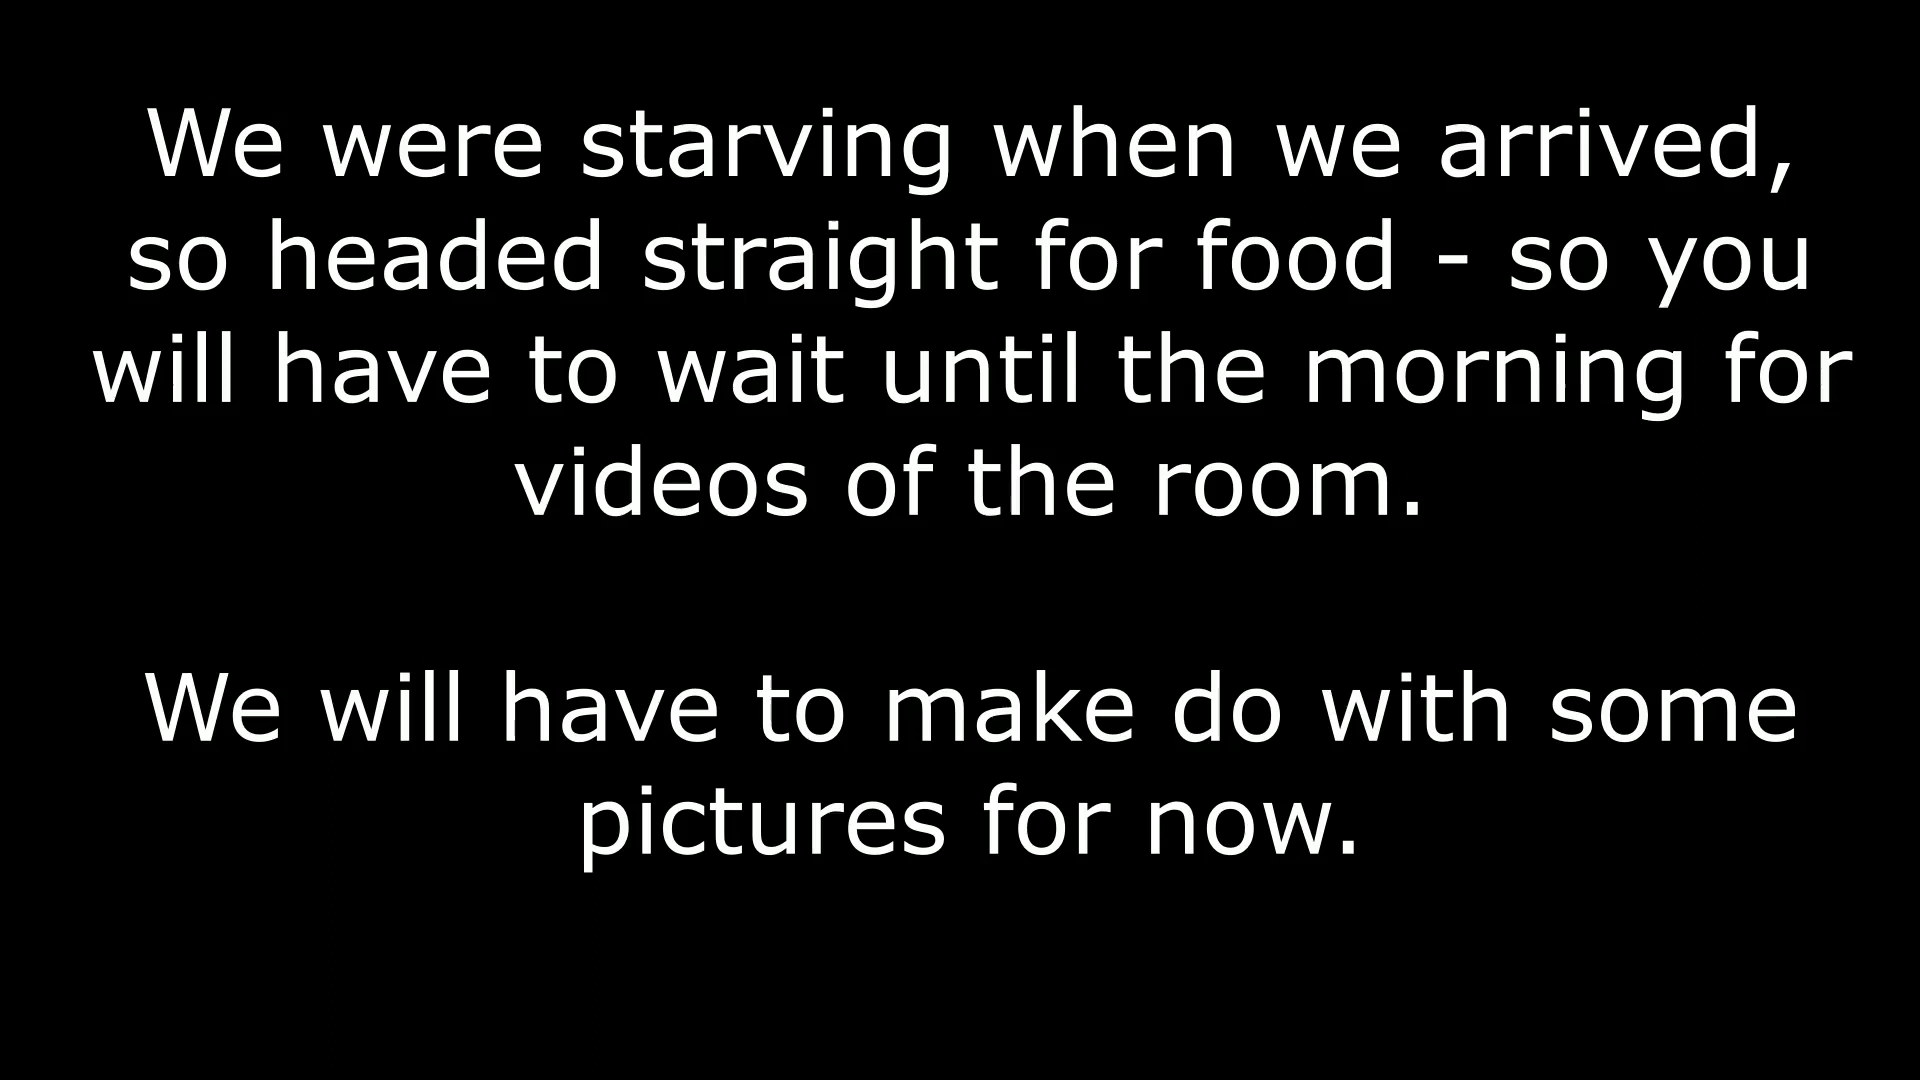 We were starving when we arrived,
so headed straight for food - so you
will have to wait until the morning for
videos of the room.
We will have to make do with some
pictures for now.